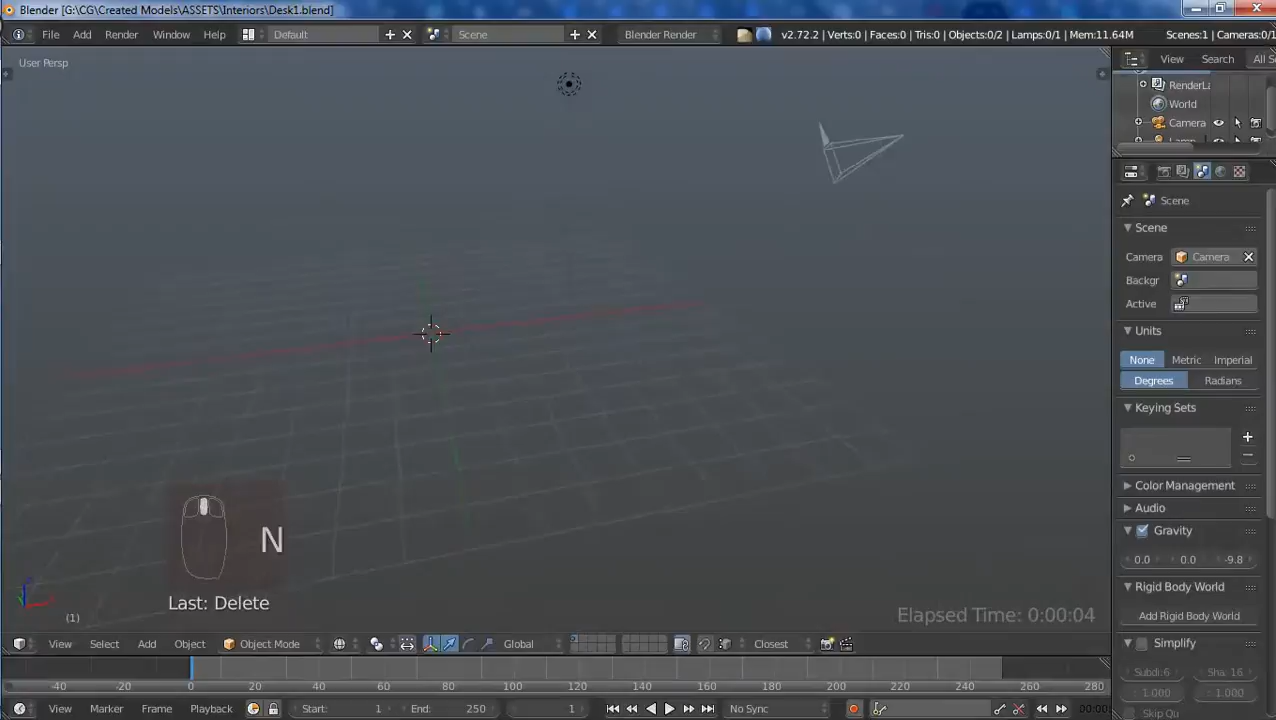 Blender [G:\CG\Created Models\ASSETS\Interiors\Desk1.blend]
File Add Render Window Help Default Scene Blender Render v2.72.2 | Verts:0 | Faces:0 | Tris:0 | Objects:0/2 | Lamps:0/1 | Mem:11.64M Scenes:1 | Cameras:0/1
User Persp
View Search All S
RenderLa
World
Camera
Scene
Scene
Camera Camera
Backgr
Active
Units
None Metric Imperial
Degrees Radians
Keying Sets
Color Management
Audio
Gravity
0.0 0.0 -9.8
Rigid Body World
Add Rigid Body World
Simplify
Subdi:6 Sha: 16
1.000 1.000
Skip Qu
N
Last: Delete
(1)
Elapsed Time: 0:00:04
View Select Add Object Object Mode Global Closest
-40 -20 0 20 40 60 80 100 120 140 160 180 200 220 240 260 280
View Marker Frame Playback Start: 1 End: 250 1 No Sync